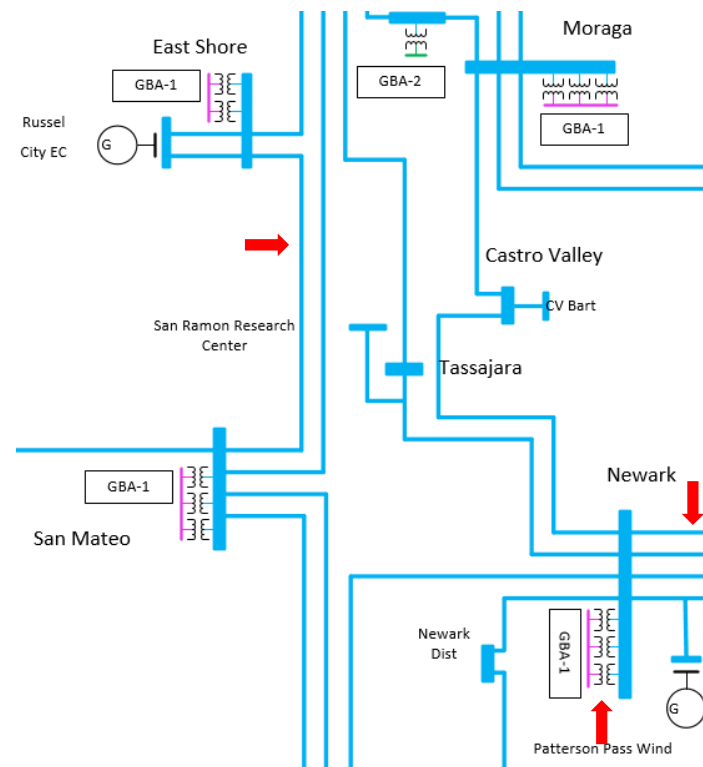 East Shore
GBA-1
Russel
City EC
G
GBA-2
Moraga
GBA-1
Castro Valley
CV Bart
San Ramon Research
Center
Tassajara
GBA-1
San Mateo
Newark
Newark
Dist
GBA-1
G
Patterson Pass Wind